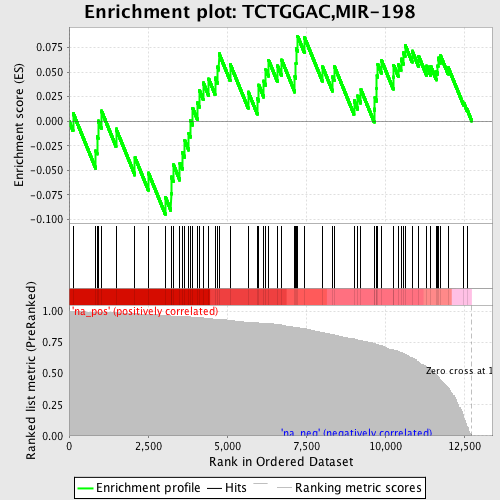 Enrichment plot: TCTGGAC,MIR-198
Enrichment score (ES)
0.075
0.050
0.025
0.000
-0.025
-0.050
-0.075
-0.100
Ranked list metric (PreRanked)
'na_pos' (positively correlated)
1.00
0.75
0.50
0.25
0.00
Zero cross at 1
'na_neg' (negatively correlated)
0
2,500
5,000
7,500
10,000
12,500
Rank in Ordered Dataset
Enrichment profile
Hits
Ranking metric scores